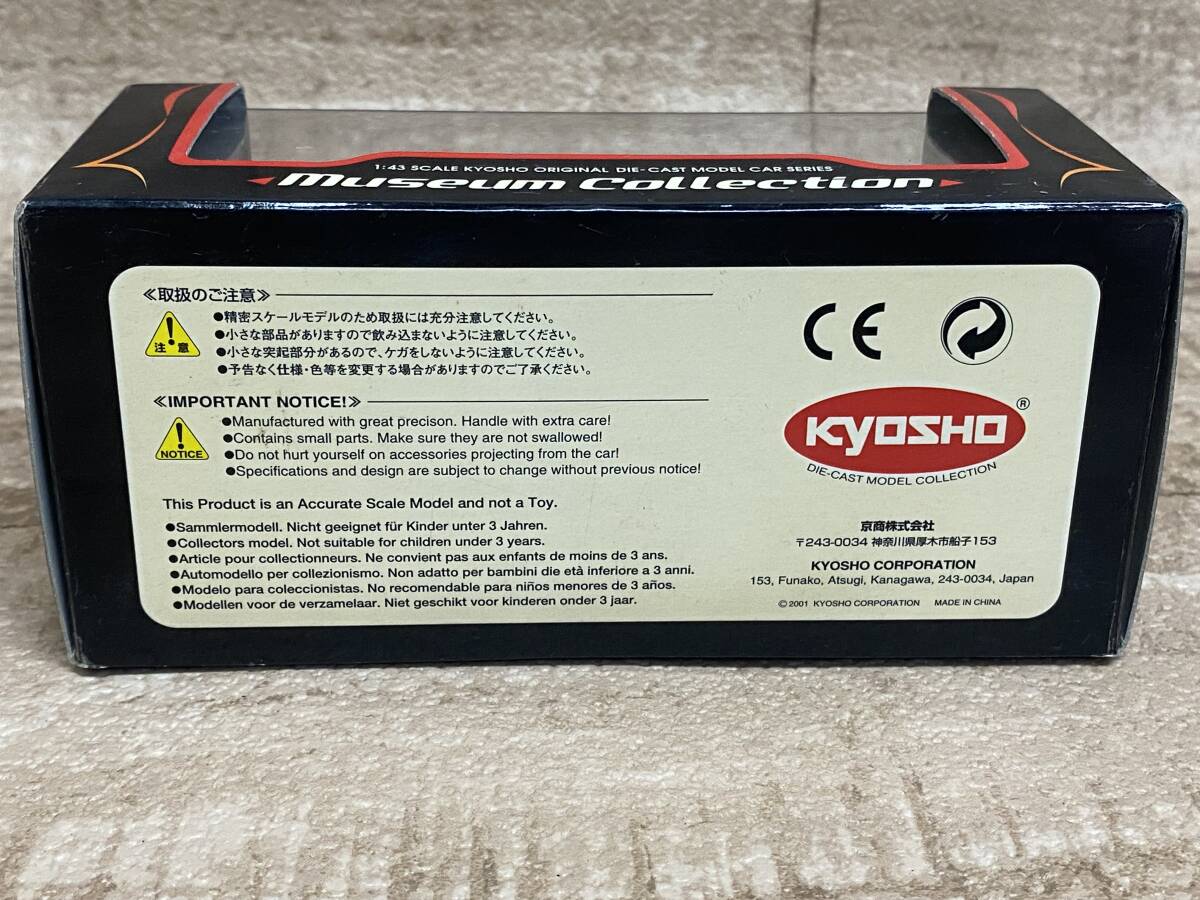 1:43 SCALE KYOSHO ORIGINAL DIE-CAST MODEL CAR SERIES
Museum Collection
≪取扱のご注意≫
注意
●精密スケールモデルのため取扱には充分注意してください。
●小さな部品がありますので飲み込まないように注意してください。
●小さな突起部分があるので、ケガをしないように注意してください。
●予告なく仕様・色等を変更する場合がありますのでご了承ください。
≪IMPORTANT NOTICE!≫
NOTICE
●Manufactured with great precison. Handle with extra care!
●Contains small parts. Make sure they are not swallowed!
●Do not hurt yourself on accessories projecting from the car!
●Specifications and design are subject to change without previous notice!
This Product is an Accurate Scale Model and not a Toy.
●Sammlermodell. Nicht geeignet für Kinder unter 3 Jahren.
●Collectors model. Not suitable for children under 3 years.
●Article pour collectionneurs. Ne convient pas aux enfants de moins de 3 ans.
●Automodello per collezionismo. Non adatto per bambini die età inferiore a 3 anni.
●Modelo para coleccionistas. No recomendable para niños menores de 3 años.
●Modellen voor de verzamelaar. Niet geschikt voor kinderen onder 3 jaar.
CE
KYOSHO®
DIE-CAST MODEL COLLECTION
京商株式会社
〒243-0034 神奈川県厚木市船子153
KYOSHO CORPORATION
153, Funako, Atsugi, Kanagawa, 243-0034, Japan
© 2001 KYOSHO CORPORATION MADE IN CHINA